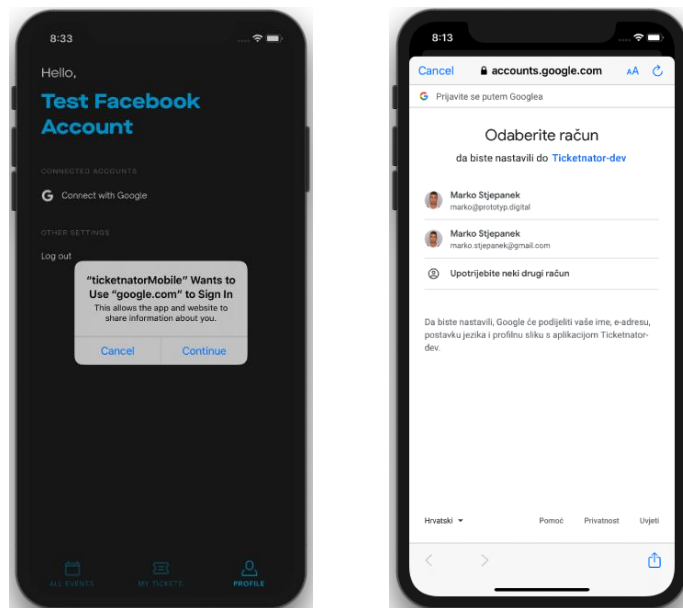 8:33
Hello,
Test Facebook
Account
CONNECTED ACCOUNTS
G Connect with Google
OTHER SETTINGS
Log out
“ticketnatorMobile” Wants to
Use “google.com” to Sign In
This allows the app and website to
share information about you.
Cancel Continue
ALL EVENTS MY TICKETS PROFILE
8:13
Cancel accounts.google.com AA
G Prijavite se putem Googlea
Odaberite račun
da biste nastavili do Ticketnator-dev
Marko Stjepanek
marko@prototyp.digital
Marko Stjepanek
marko.stjepanek@gmail.com
Upotrijebite neki drugi račun
Da biste nastavili, Google će podijeliti vaše ime, e-adresu,
postavku jezika i profilnu sliku s aplikacijom Ticketnator-
dev.
Hrvatski Pomoć Privatnost Uvjeti